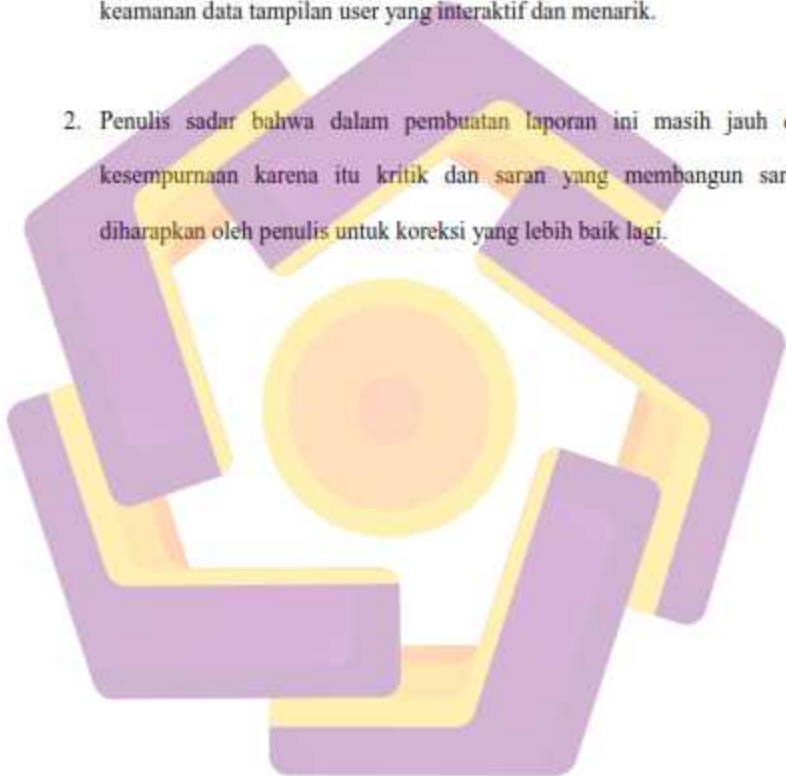 keamanan data tampilan user yang interaktif dan menarik.
2. Penulis sadar bahwa dalam pembuatan laporan ini masih jauh
kesempurnaan karena itu kritik dan saran yang membangun
diharapkan oleh penulis untuk koreksi yang lebih baik lagi.